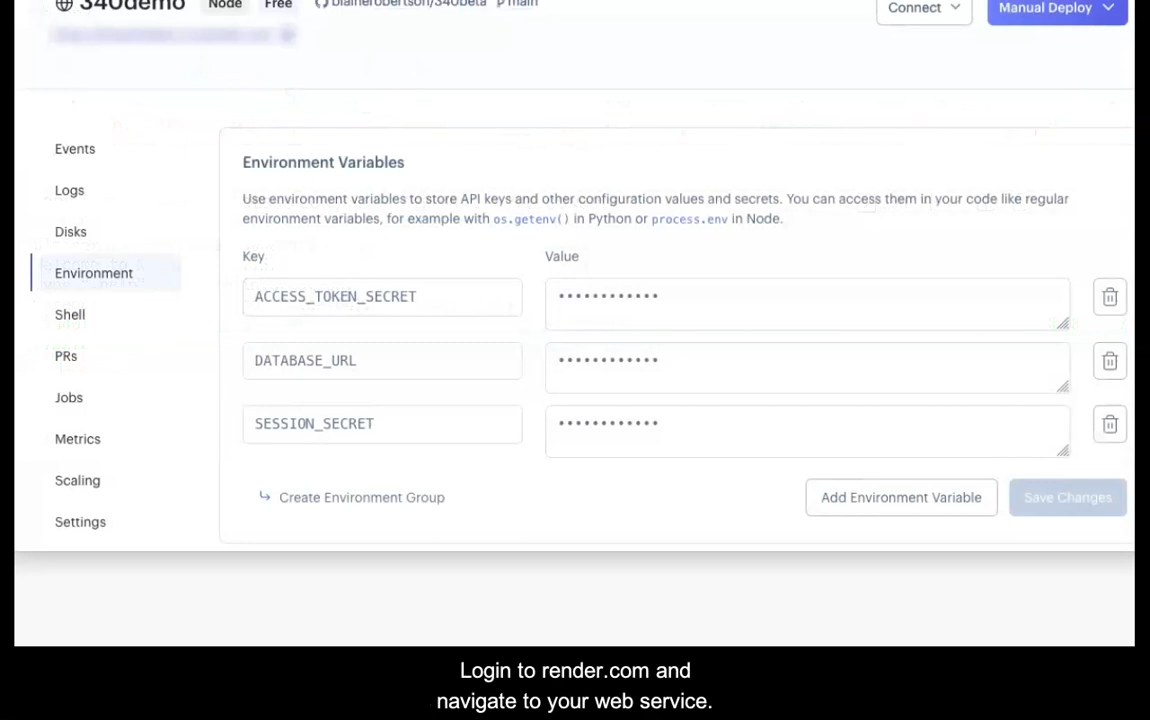 340demo Node Free blainerobertson/340beta main Connect Manual Deploy
Events
Logs
Disks
Environment
Shell
PRs
Jobs
Metrics
Scaling
Settings
Environment Variables
Use environment variables to store API keys and other configuration values and secrets. You can access them in your code like regular
environment variables, for example with os.getenv() in Python or process.env in Node.
Key Value
ACCESS_TOKEN_SECRET ••••••••••••
DATABASE_URL ••••••••••••
SESSION_SECRET ••••••••••••
Create Environment Group Add Environment Variable Save Changes
Login to render.com and
navigate to your web service.